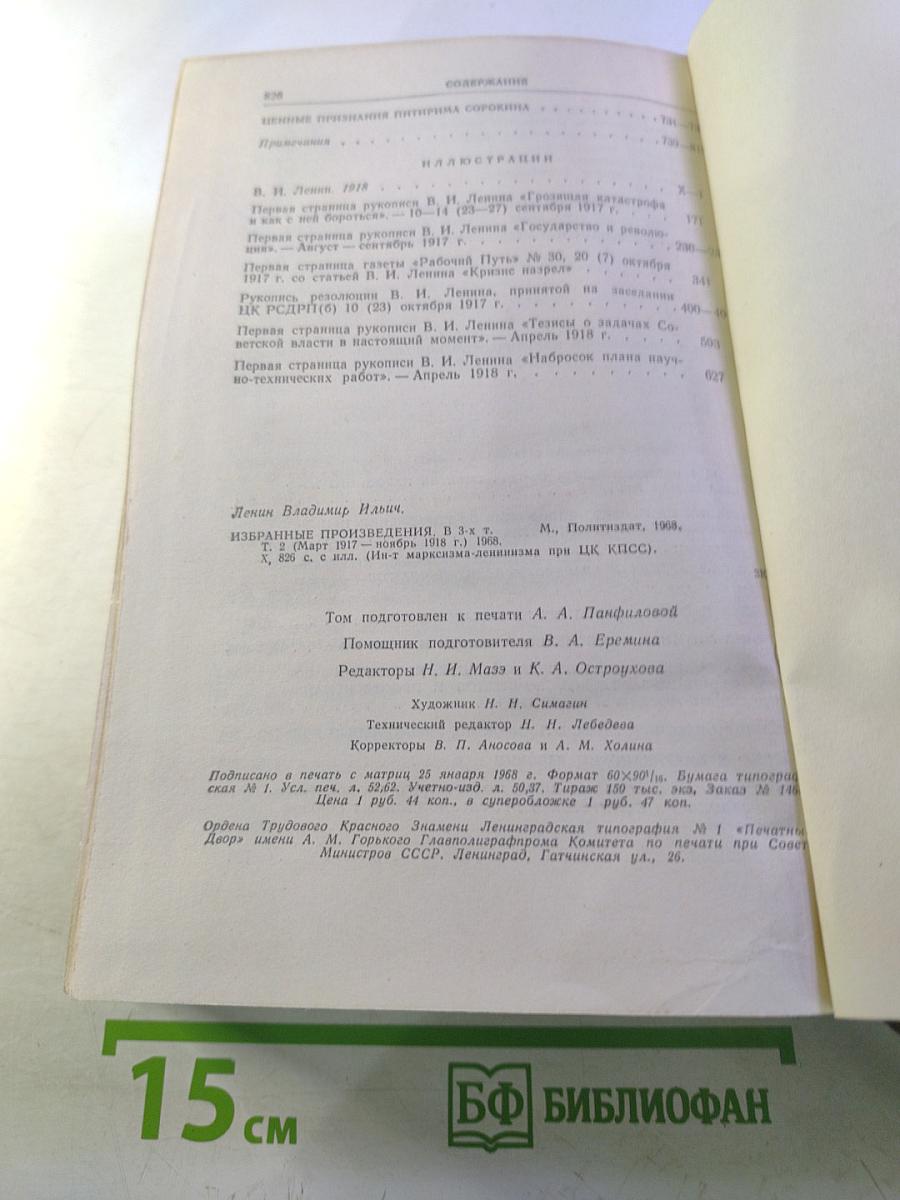 826
СОДЕРЖАНИЕ
ЦЕННЫЕ ПРИЗНАНИЯ ПИТИРИМА СОРОКИНА
Примечания
ИЛЛЮСТРАЦИИ
В. И. Ленин. 1918
Первая страница рукописи В. И. Ленина «Грозящая катастрофа
и как с ней бороться». — 10—14 (23—27) сентября 1917 г. 171
Первая страница рукописи В. И. Ленина «Государство и револю-
ция». — Август — сентябрь 1917 г.
Первая страница газеты «Рабочий Путь» № 30, 20 (7) октября
1917 г. со статьей В. И. Ленина «Кризис назрел» 341
Рукопись резолюции В. И. Ленина, принятой на заседании
ЦК РСДРП(б) 10 (23) октября 1917 г. 400—40
Первая страница рукописи В. И. Ленина «Тезисы о задачах Со-
ветской власти в настоящий момент». — Апрель 1918 г. 593
Первая страница рукописи В. И. Ленина «Набросок плана науч-
но-технических работ». — Апрель 1918 г. 627
Ленин Владимир Ильич.
ИЗБРАННЫЕ ПРОИЗВЕДЕНИЯ. В 3-х т. М., Политиздат, 1968.
Т. 2 (Март 1917 — ноябрь 1918 г.) 1968.
X, 826 с. с илл. (Ин-т марксизма-ленинизма при ЦК КПСС).
Том подготовлен к печати А. А. Панфиловой
Помощник подготовителя В. А. Еремина
Редакторы Н. И. Мазэ и К. А. Остроухова
Художник Н. Н. Симагин
Технический редактор Н. Н. Лебедева
Корректоры В. П. Аносова и А. М. Холина
Подписано в печать с матриц 25 января 1968 г. Формат 60×90¹/₁₆. Бумага типограф
ская № 1. Усл. печ. л. 52,62. Учетно-изд. л. 50,37. Тираж 150 тыс. экз. Заказ № 146
Цена 1 руб. 44 коп., в суперобложке 1 руб. 47 коп.
Ордена Трудового Красного Знамени Ленинградская типография № 1 «Печатны
Двор» имени А. М. Горького Главполиграфпрома Комитета по печати при Совет
Министров СССР. Ленинград, Гатчинская ул., 26.
15 см
БФ БИБЛИОФАН